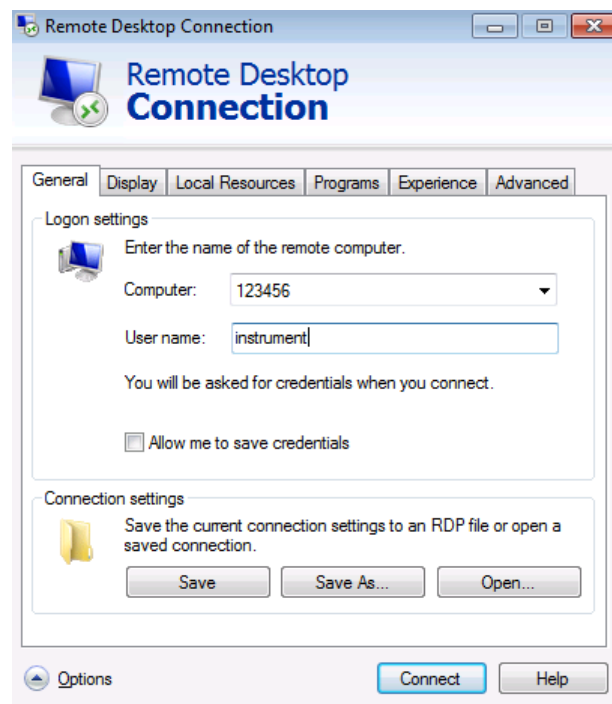 Remote Desktop Connection
Remote Desktop
Connection
General Display Local Resources Programs Experience Advanced
Logon settings
Enter the name of the remote computer.
Computer: 123456
User name: instrument
You will be asked for credentials when you connect.
Allow me to save credentials
Connection settings
Save the current connection settings to an RDP file or open a
saved connection.
Save Save As... Open...
Options Connect Help